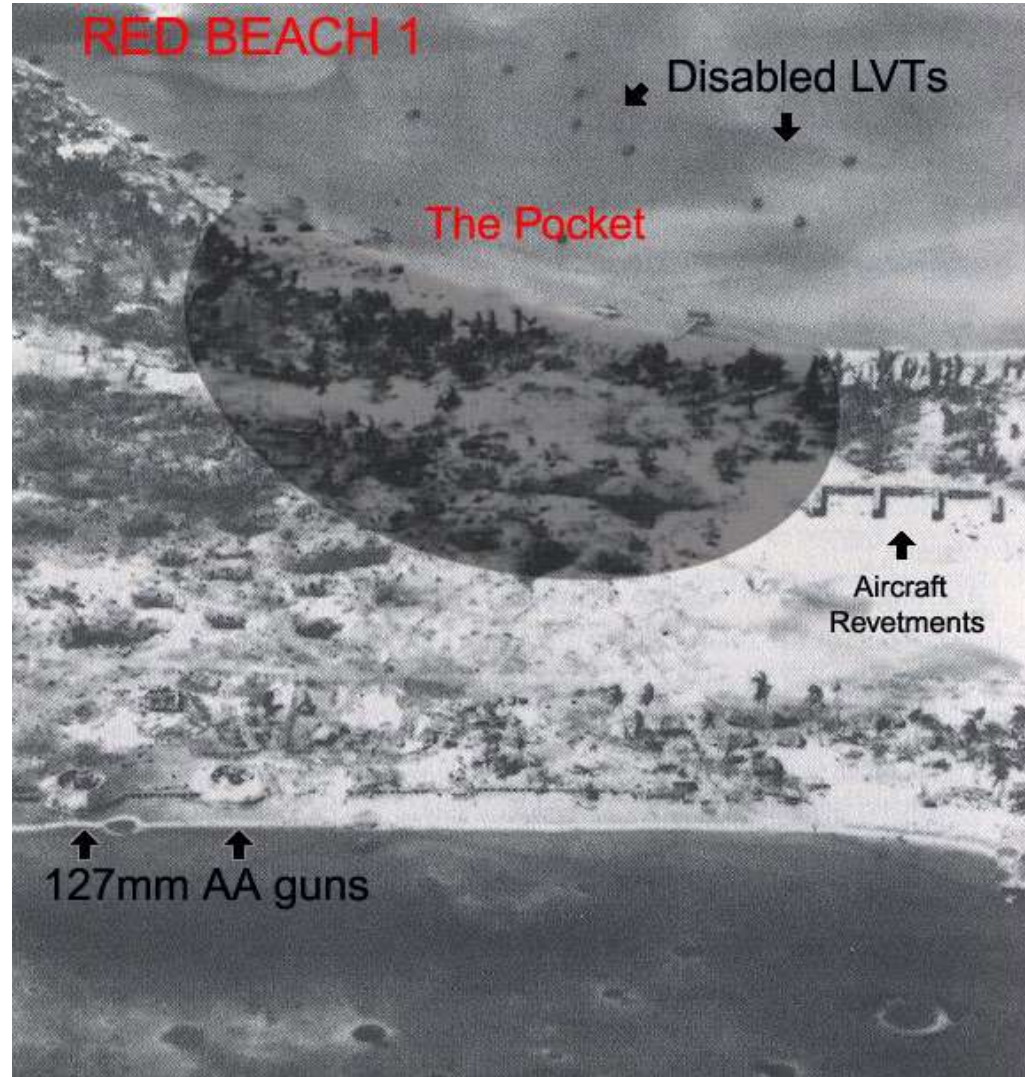 RED BEACH 1
Disabled LVTs
The Pocket
Aircraft
Revetments
127mm AA guns